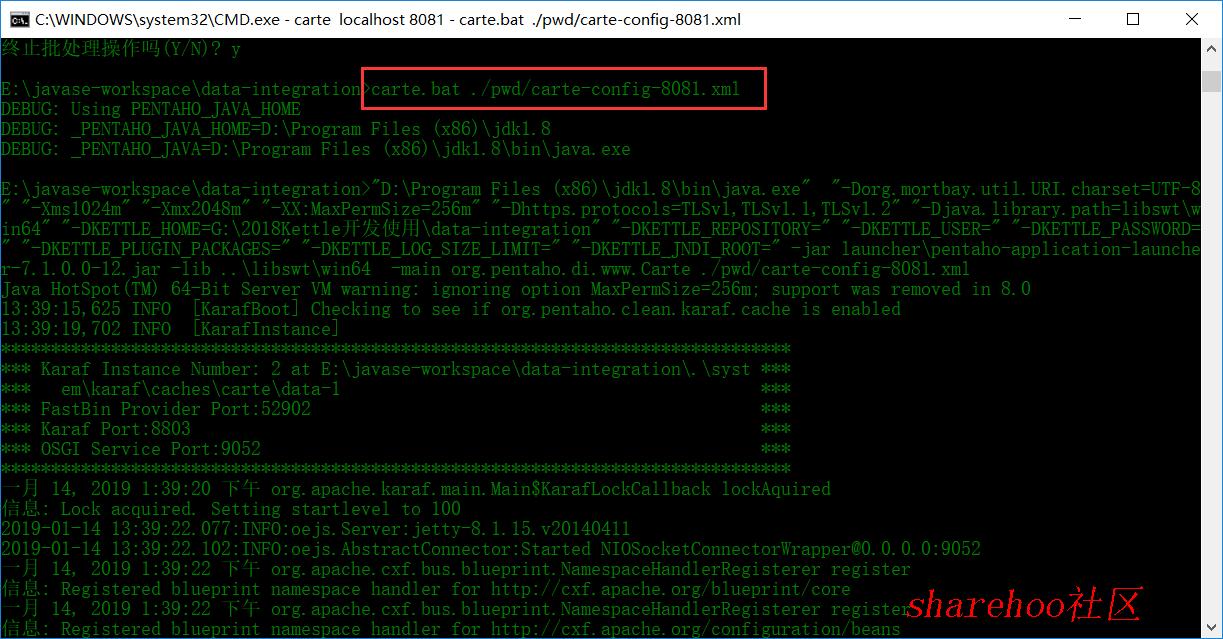 C:\WINDOWS\system32\CMD.exe - carte  localhost 8081 - carte.bat  ./pwd/carte-config-8081.xml
终止批处理操作吗(Y/N)? y
E:\javase-workspace\data-integration>carte.bat ./pwd/carte-config-8081.xml
DEBUG: Using PENTAHO_JAVA_HOME
DEBUG: _PENTAHO_JAVA_HOME=D:\Program Files (x86)\jdk1.8
DEBUG: _PENTAHO_JAVA=D:\Program Files (x86)\jdk1.8\bin\java.exe
E:\javase-workspace\data-integration>"D:\Program Files (x86)\jdk1.8\bin\java.exe"  "-Dorg.mortbay.util.URI.charset=UTF-8
" "-Xms1024m" "-Xmx2048m" "-XX:MaxPermSize=256m" "-Dhttps.protocols=TLSv1,TLSv1.1,TLSv1.2" "-Djava.library.path=libswt\w
in64" "-DKETTLE_HOME=G:\2018Kettle开发使用\data-integration" "-DKETTLE_REPOSITORY=" "-DKETTLE_USER=" "-DKETTLE_PASSWORD=
" "-DKETTLE_PLUGIN_PACKAGES=" "-DKETTLE_LOG_SIZE_LIMIT=" "-DKETTLE_JNDI_ROOT=" -jar launcher\pentaho-application-launche
r-7.1.0.0-12.jar -lib ..\libswt\win64  -main org.pentaho.di.www.Carte ./pwd/carte-config-8081.xml
Java HotSpot(TM) 64-Bit Server VM warning: ignoring option MaxPermSize=256m; support was removed in 8.0
13:39:15,625 INFO  [KarafBoot] Checking to see if org.pentaho.clean.karaf.cache is enabled
13:39:19,702 INFO  [KarafInstance]
*******************************************************************************
*** Karaf Instance Number: 2 at E:\javase-workspace\data-integration\.\syst ***
***   em\karaf\caches\carte\data-1                                          ***
*** FastBin Provider Port:52902                                             ***
*** Karaf Port:8803                                                         ***
*** OSGI Service Port:9052                                                  ***
*******************************************************************************
一月 14, 2019 1:39:20 下午 org.apache.karaf.main.Main$KarafLockCallback lockAquired
信息: Lock acquired. Setting startlevel to 100
2019-01-14 13:39:22.077:INFO:oejs.Server:jetty-8.1.15.v20140411
2019-01-14 13:39:22.102:INFO:oejs.AbstractConnector:Started NIOSocketConnectorWrapper@0.0.0.0:9052
一月 14, 2019 1:39:22 下午 org.apache.cxf.bus.blueprint.NamespaceHandlerRegisterer register
信息: Registered blueprint namespace handler for http://cxf.apache.org/blueprint/core
一月 14, 2019 1:39:22 下午 org.apache.cxf.bus.blueprint.NamespaceHandlerRegisterer register
信息: Registered blueprint namespace handler for http://cxf.apache.org/configuration/beans
sharehoo社区